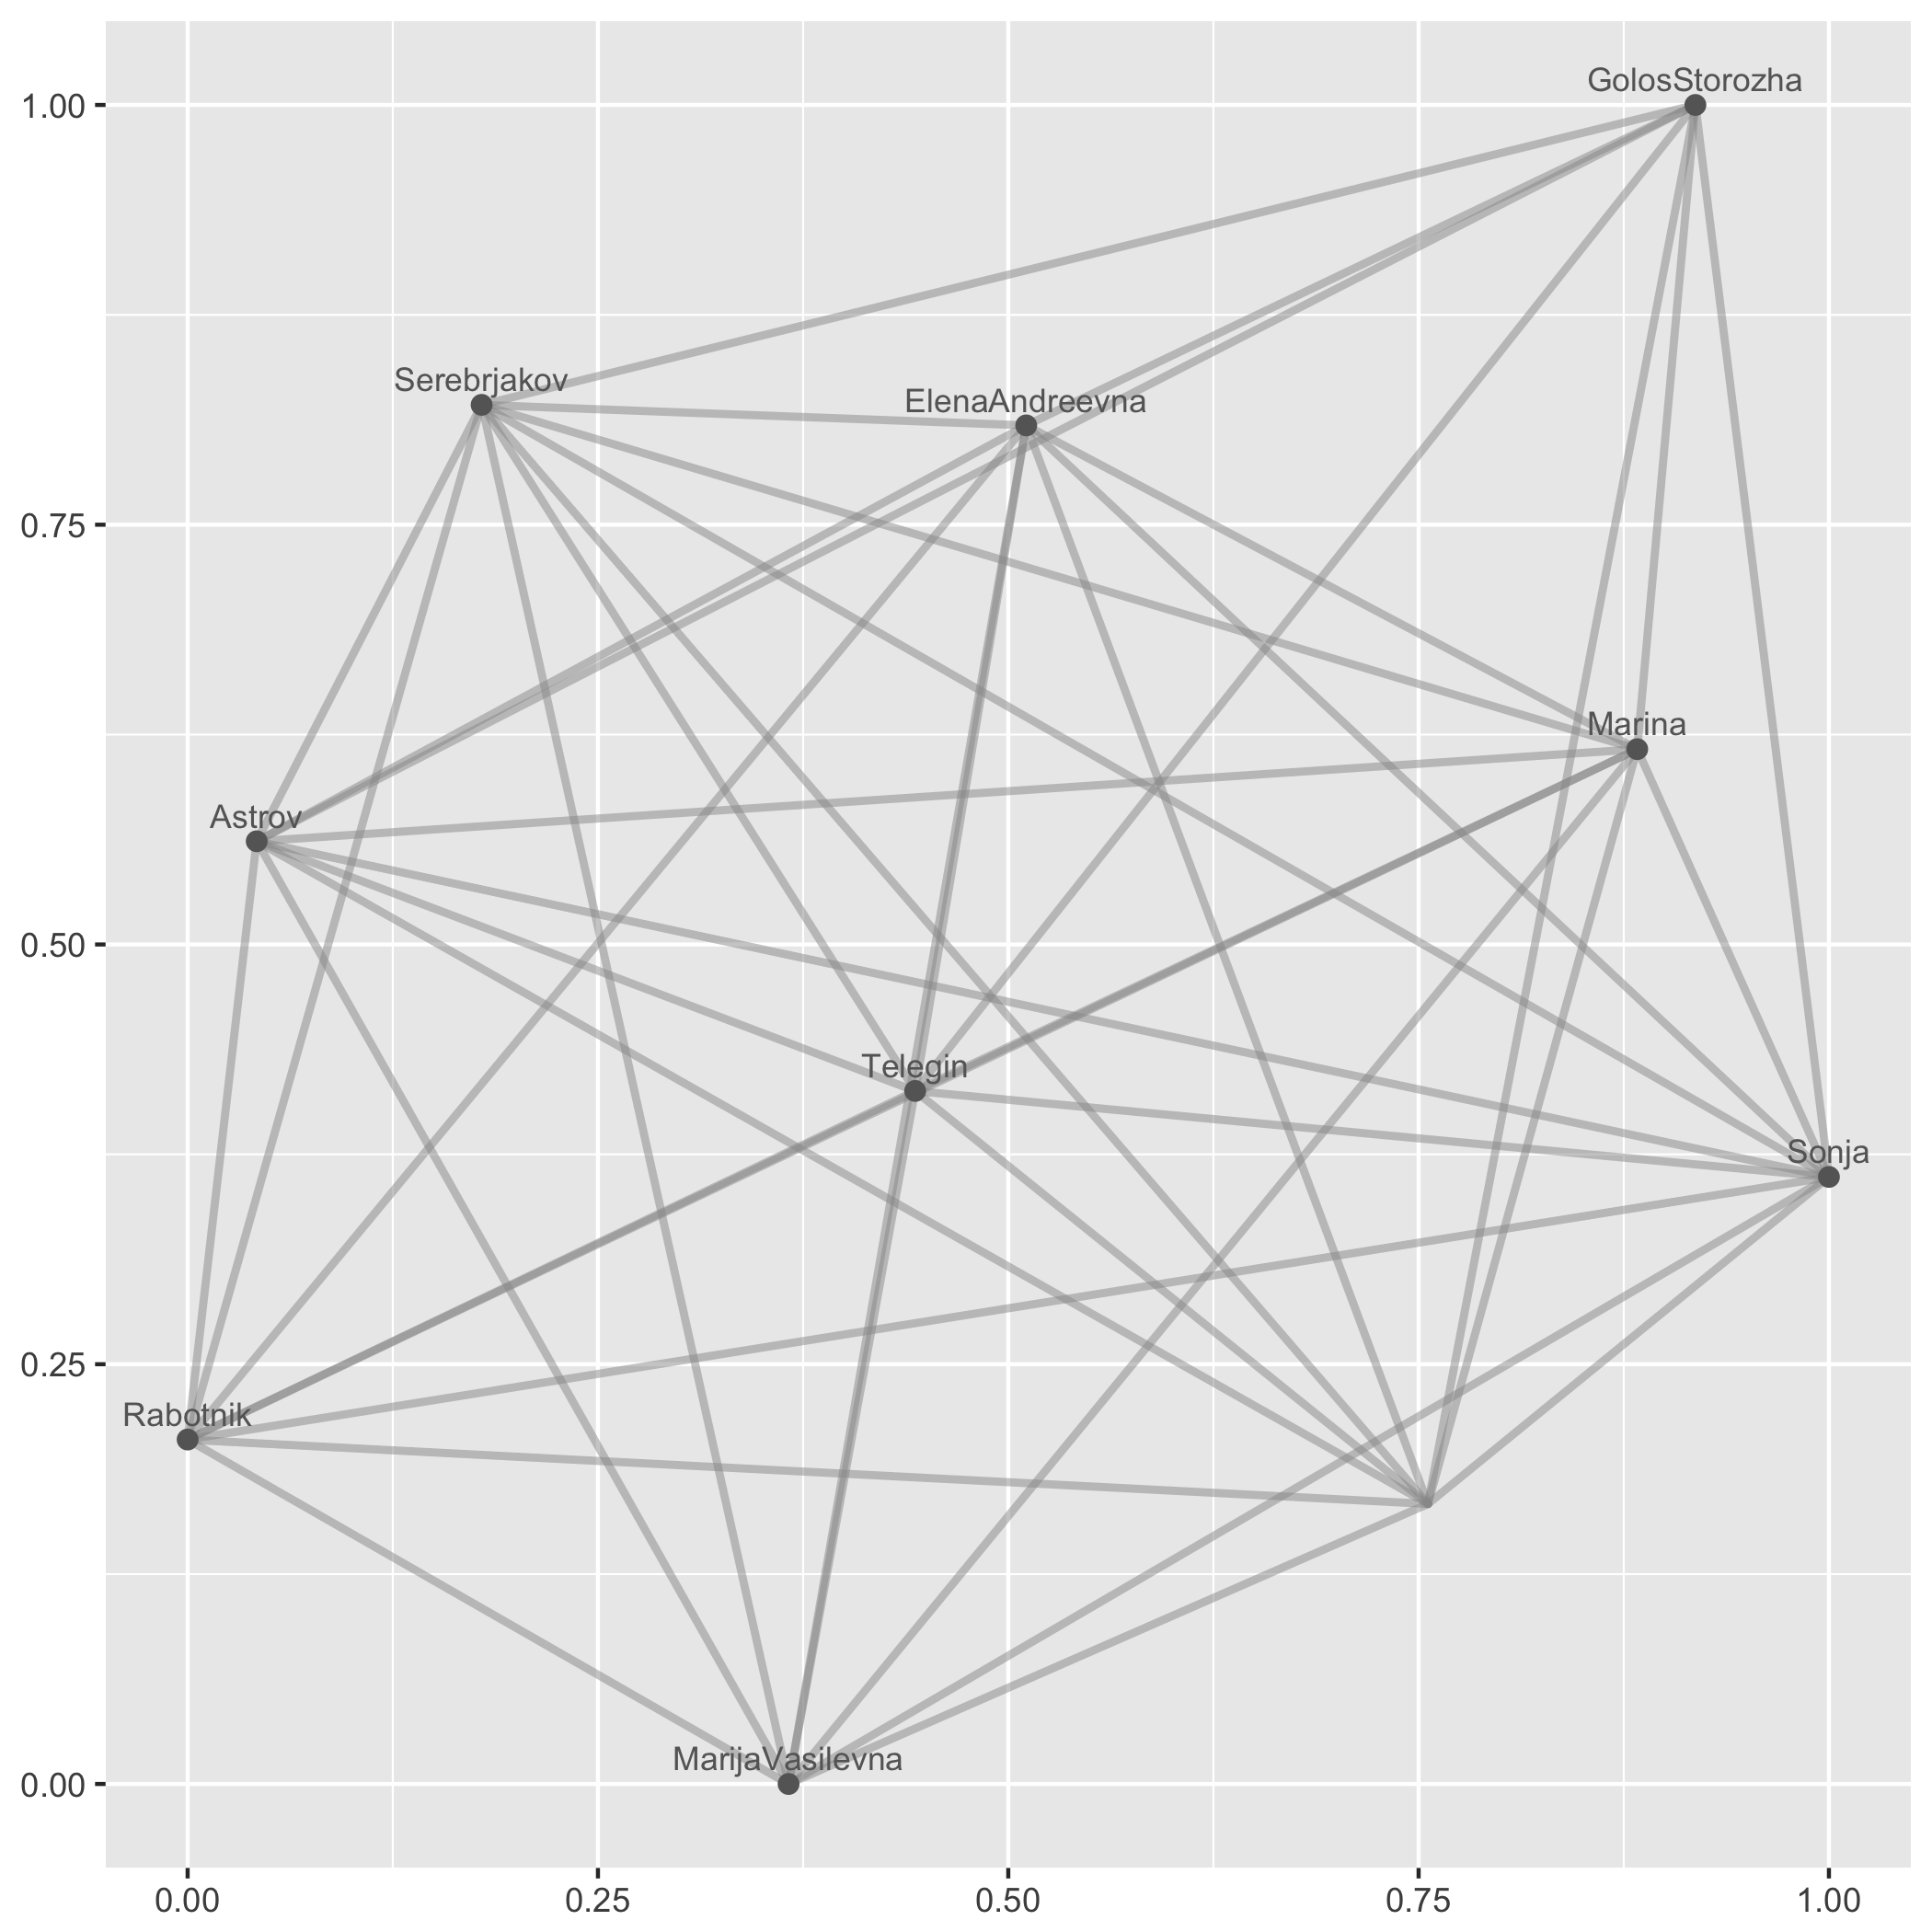 GolosStorozha
1.00
Serebrjakov
ElenaAndreevna
0.75
Marina
Astrov
0.50
Telegin
Sonja
0.25
Rabotnik
MarijaVasilevna
0.00
0.00 0.25 0.50 0.75 1.00